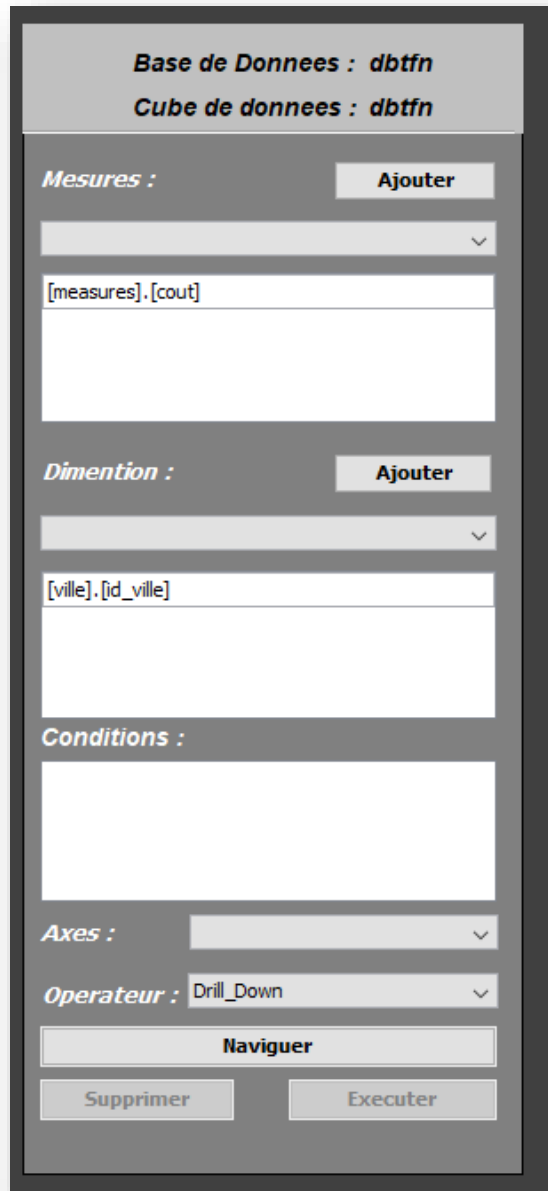 Base de Donnees : dbtfn
Cube de donnees : dbtfn
Mesures : Ajouter
[measures].[cout]
Dimention : Ajouter
[ville].[id_ville]
Conditions :
Axes :
Operateur : Drill_Down
Naviguer
Supprimer Executer